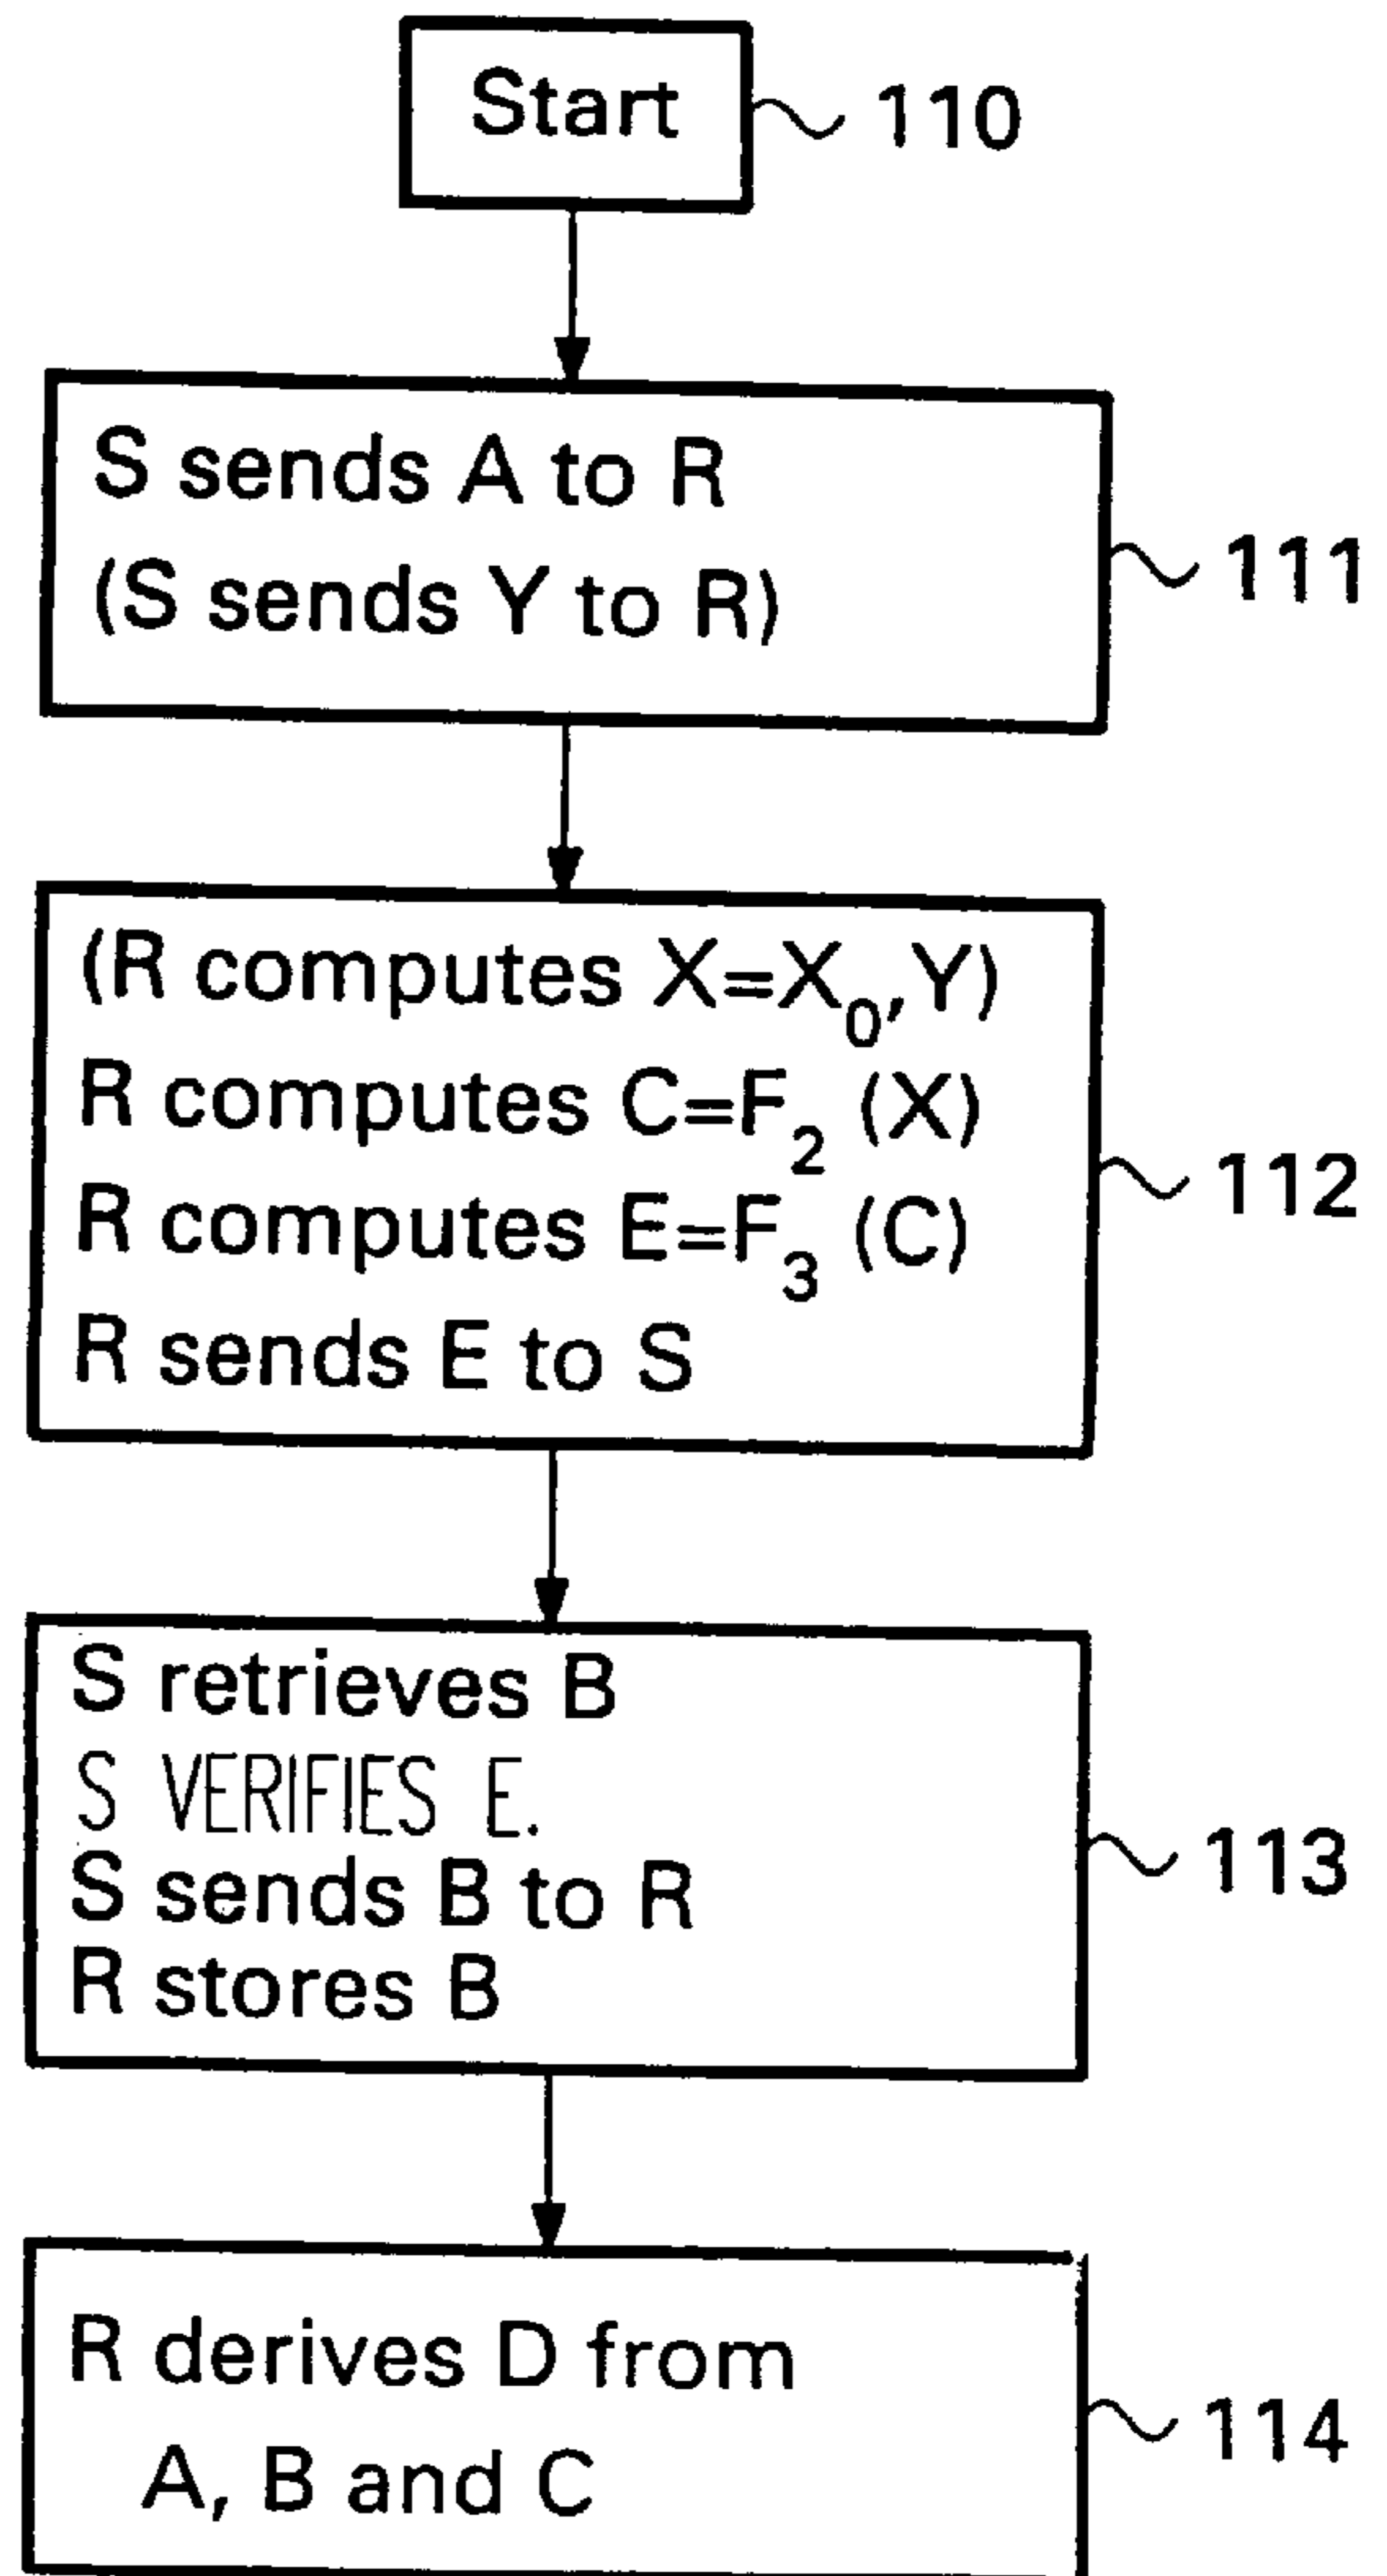 Start
110
S sends A to R
(S sends Y to R)
111
(R computes X=X₀,Y)
R computes C=F₂ (X)
R computes E=F₃ (C)
R sends E to S
112
S retrieves B
S VERIFIES E.
S sends B to R
R stores B
113
R derives D from
A, B and C
114